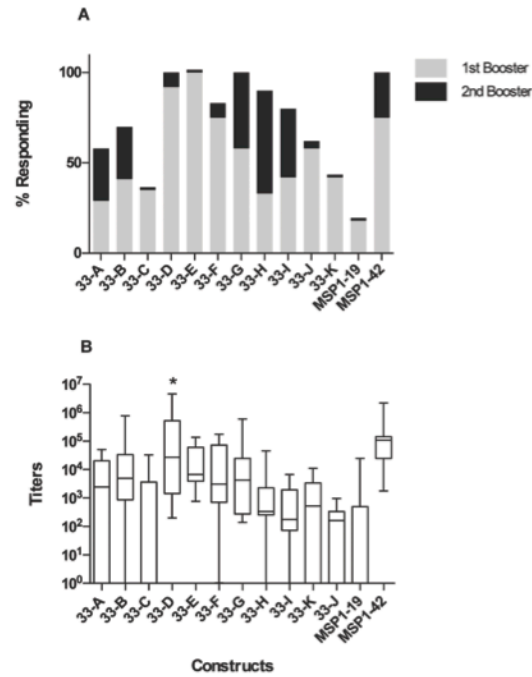 A
% Responding
100
50
0
1st Booster
2nd Booster
33-A
33-B
33-C
33-D
33-E
33-F
33-G
33-H
33-I
33-J
33-K
MSP1-19
MSP1-42
B
Titers
10⁷
10⁶
10⁵
10⁴
10³
10²
10¹
10⁰
*
33-A
33-B
33-C
33-D
33-E
33-F
33-G
33-H
33-I
33-K
33-J
MSP1-19
MSP1-42
Constructs